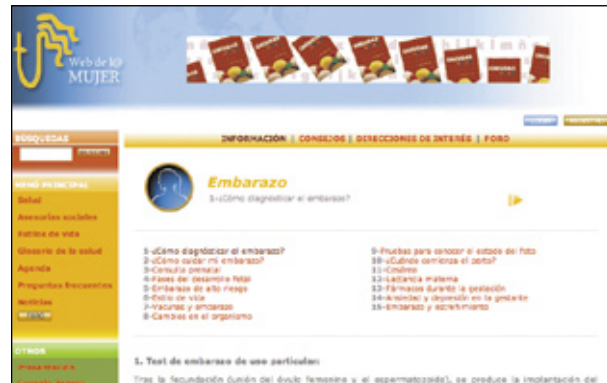 Web de l@
MUJER
BÚSQUEDAS
INFORMACIÓN | CONSEJOS | DIRECCIONES DE INTERÉS | FORO
MENÚ PRINCIPAL
Salud
Asesorías sociales
Estilos de vida
Glosario de la salud
Agenda
Preguntas frecuentes
Noticias
OTROS
Embarazo
1-¿Cómo diagnosticar el embarazo?
1-¿Cómo diagnosticar el embarazo?
2-¿Cómo cuidar mi embarazo?
3-Consulta prenatal
4-Fases del desarrollo fetal
5-Embarazo de alto riesgo
6-Estilo de vida
7-Vacunas y embarazo
8-Cambios en el organismo
9-Pruebas para conocer el estado del feto
10-¿Cuándo comienza el parto?
11-Cesárea
12-Lactancia materna
13-Fármacos durante la gestación
14-Ansiedad y depresión en la gestante
15-Embarazo y estreñimiento
1. Test de embarazo de uso particular:
Tras la fecundación (unión del óvulo femenino y el espermatozoide), se produce la implantación del